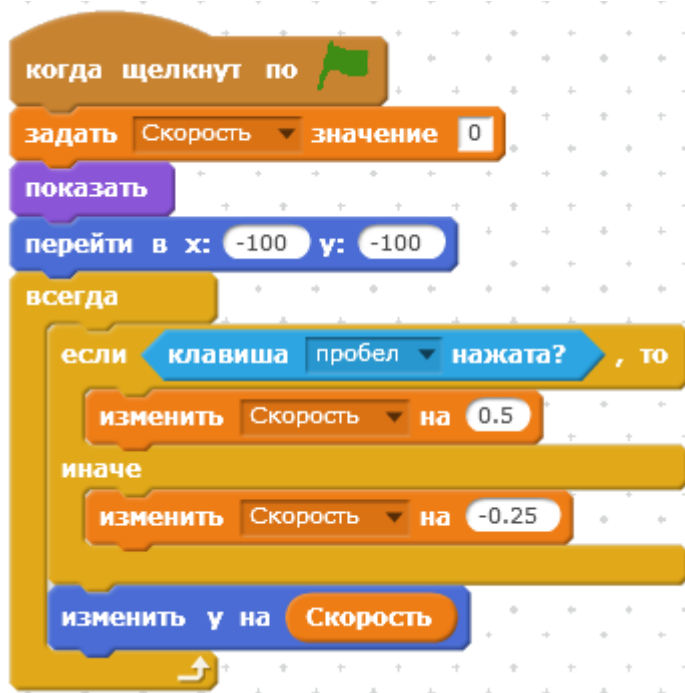 когда щелкнут по
задать Скорость значение 0
показать
перейти в x: -100 y: -100
всегда
если клавиша пробел нажата? , то
изменить Скорость на 0.5
иначе
изменить Скорость на -0.25
изменить y на Скорость